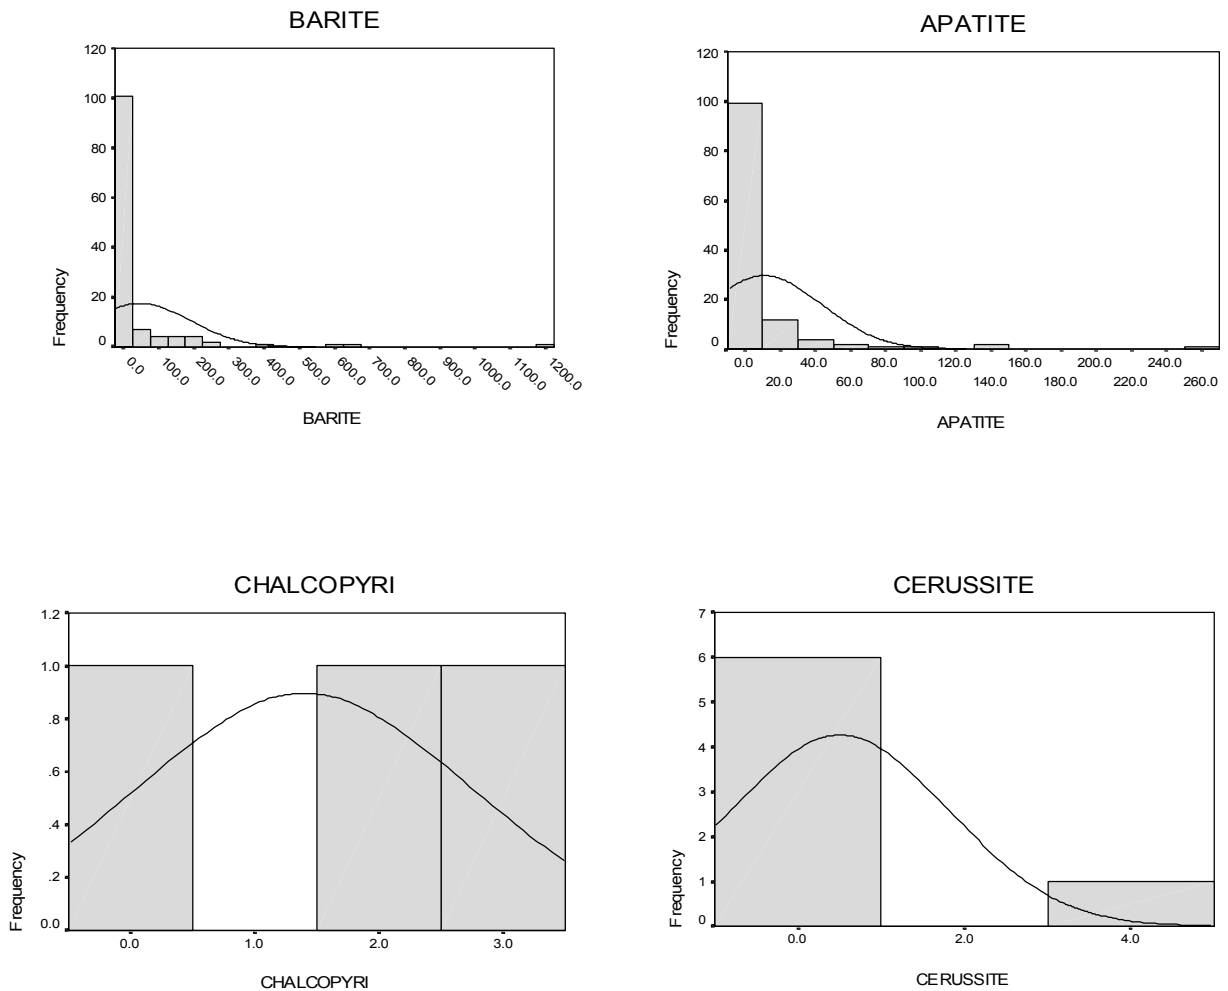 BARITE
120
100
80
60
40
20
0
Frequency
0.0
100.0
200.0
300.0
400.0
500.0
600.0
700.0
800.0
900.0
1000.0
1100.0
1200.0
BARITE
APATITE
120
100
80
60
40
20
0
Frequency
0.0 40.0 80.0 120.0 160.0 200.0 240.0
20.0 60.0 100.0 140.0 180.0 220.0 260.0
APATITE
CHALCOPYRI
1.2
1.0
.8
.6
.4
.2
0.0
Frequency
0.0 1.0 2.0 3.0
CHALCOPYRI
CERUSSITE
7
6
5
4
3
2
1
0
Frequency
0.0 2.0 4.0
CERUSSITE